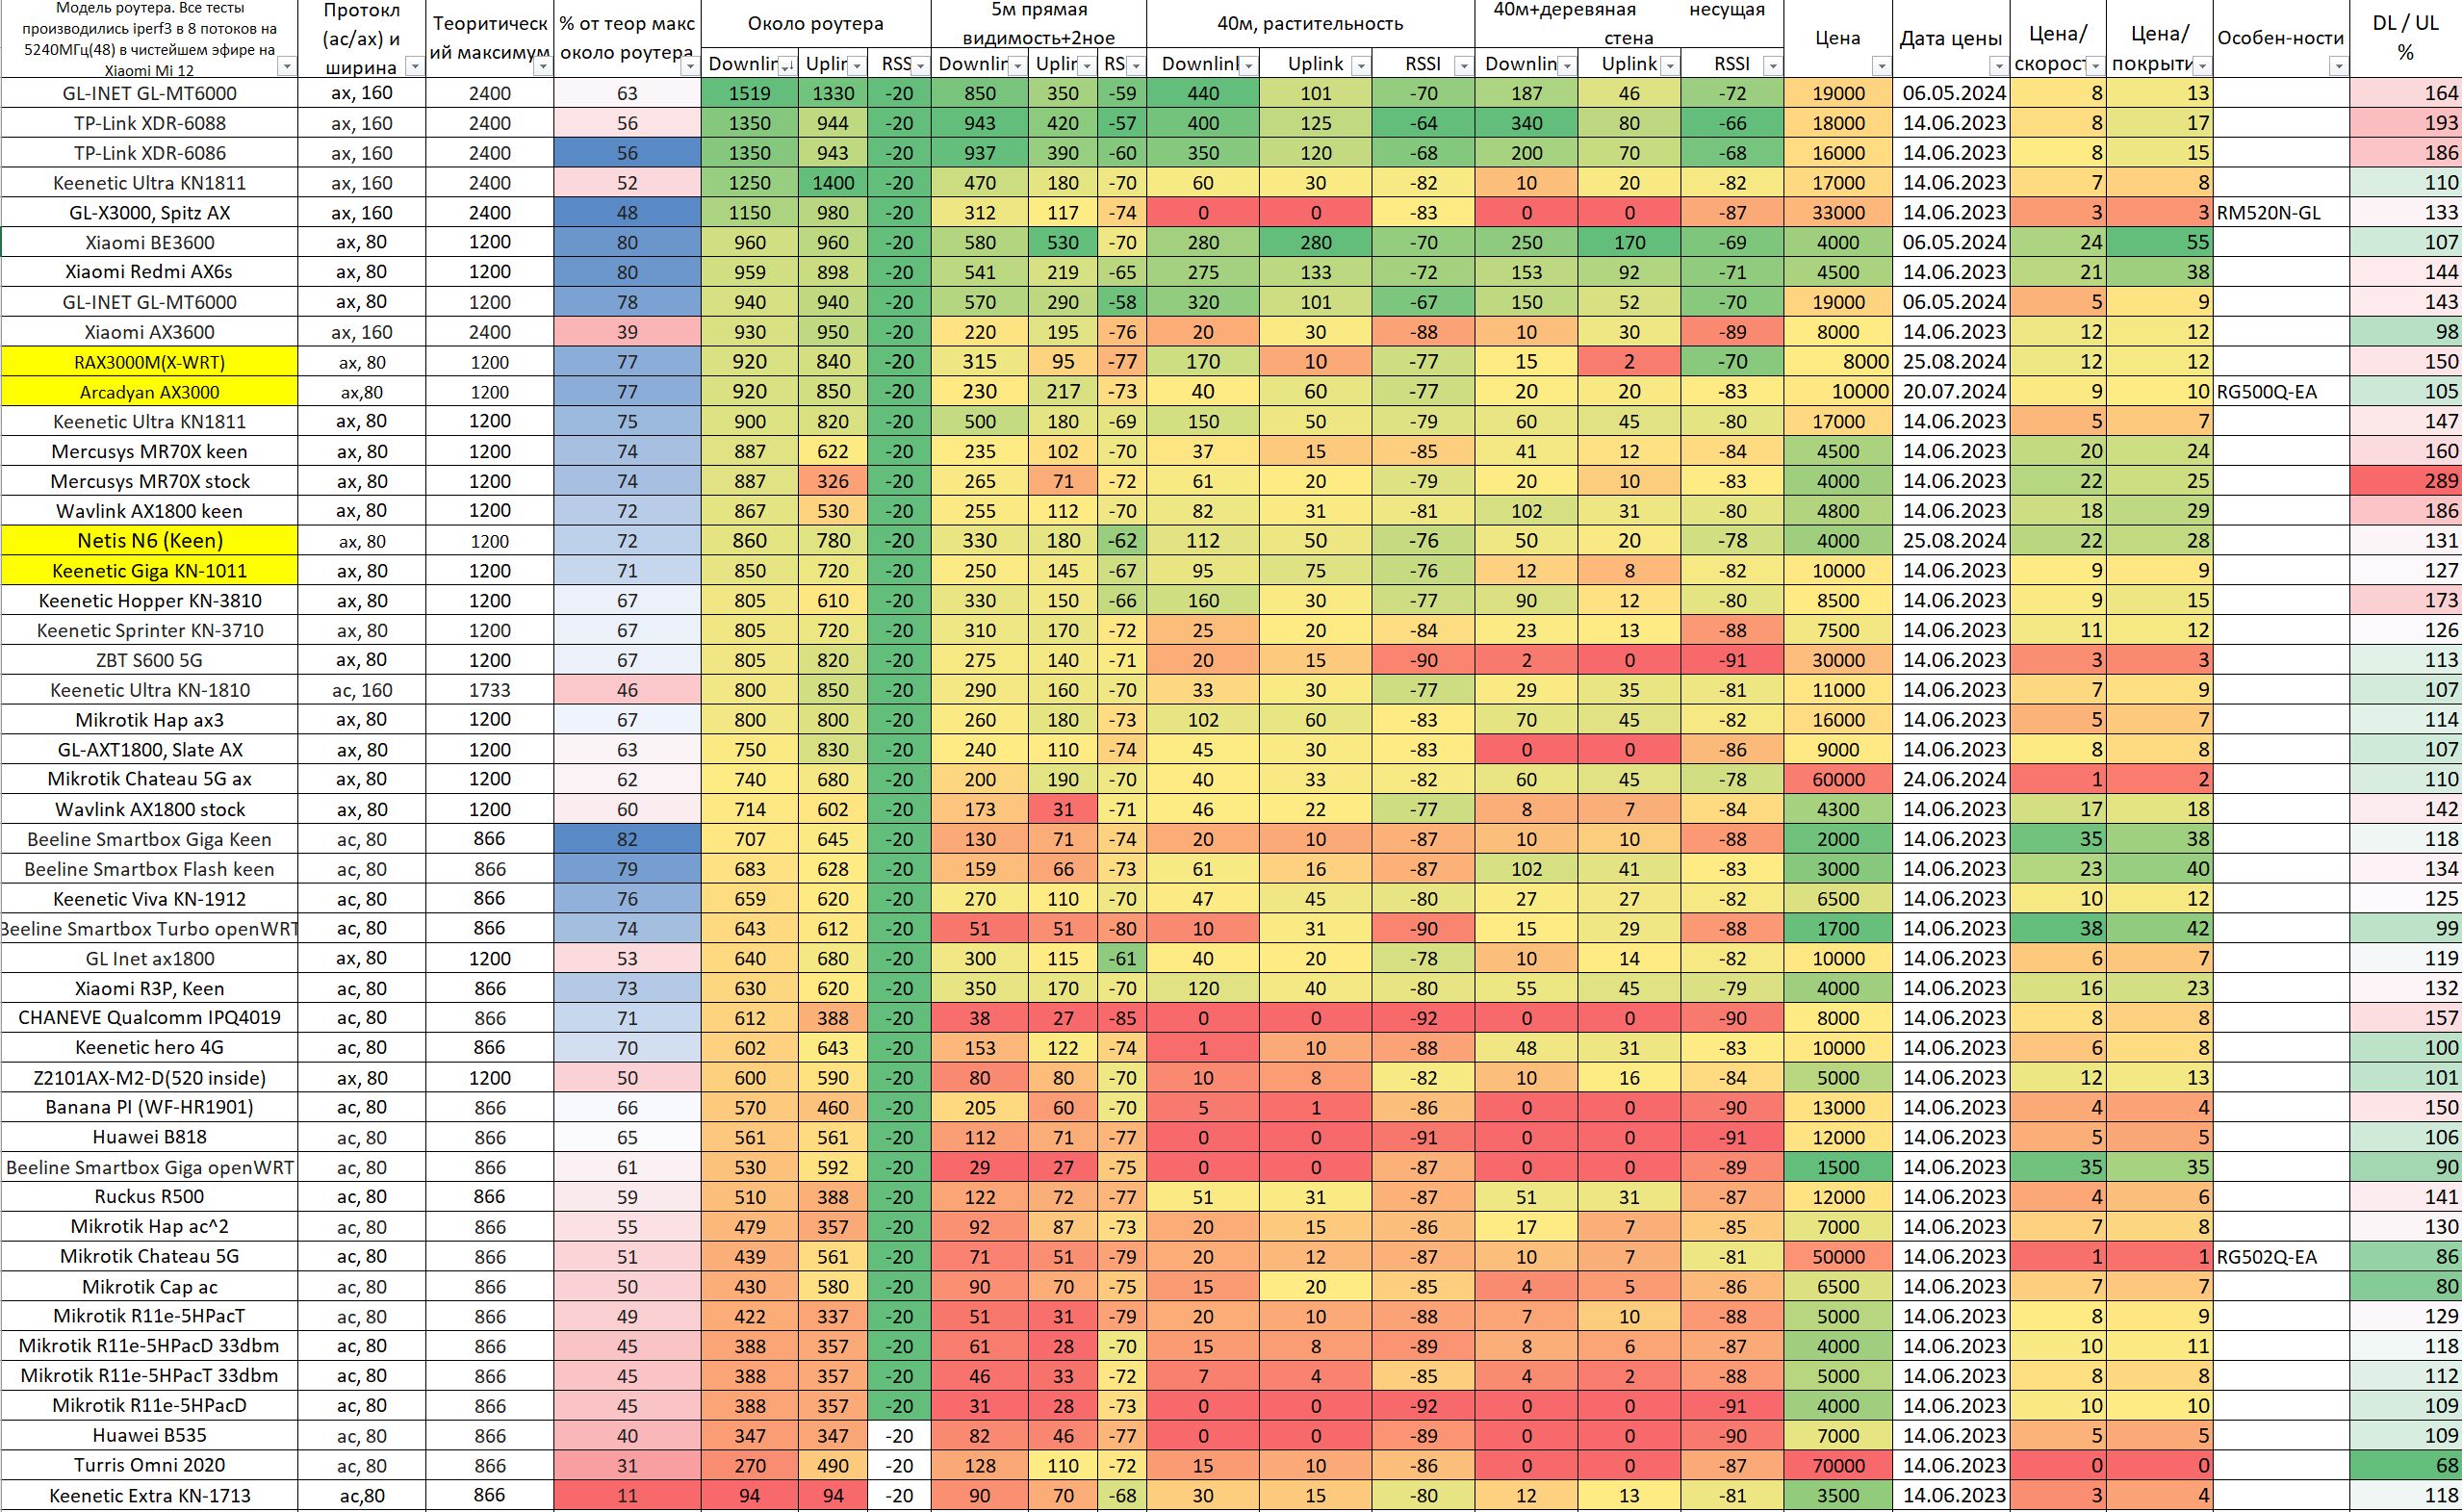 Модель роутера. Все тесты
производились iperf3 в 8 потоков на
5240МГц(48) в чистейшем эфире на
Xiaomi Mi 12
Протокл
(ac/ax) и
ширина
Теоритическ
ий максимум
% от теор макс
около роутера
Около роутера
5м прямая
видимость+2ное
40м, растительность
40м+деревяная несущая
стена
Цена
Дата цены
Цена/
скорост
Цена/
покрыти
Особен-ности
DL / UL
%
Downlin Uplin RSS Downlin Uplin RS Downlinl Uplink RSSI Downlin Uplink RSSI
GL-INET GL-MT6000 ax, 160 2400 63 1519 1330 -20 850 350 -59 440 101 -70 187 46 -72 19000 06.05.2024 8 13 164
TP-Link XDR-6088 ax, 160 2400 56 1350 944 -20 943 420 -57 400 125 -64 340 80 -66 18000 14.06.2023 8 17 193
TP-Link XDR-6086 ax, 160 2400 56 1350 943 -20 937 390 -60 350 120 -68 200 70 -68 16000 14.06.2023 8 15 186
Keenetic Ultra KN1811 ax, 160 2400 52 1250 1400 -20 470 180 -70 60 30 -82 10 20 -82 17000 14.06.2023 7 8 110
GL-X3000, Spitz AX ax, 160 2400 48 1150 980 -20 312 117 -74 0 0 -83 0 0 -87 33000 14.06.2023 3 3 RM520N-GL 133
Xiaomi BE3600 ax, 80 1200 80 960 960 -20 580 530 -70 280 280 -70 250 170 -69 4000 06.05.2024 24 55 107
Xiaomi Redmi AX6s ax, 80 1200 80 959 898 -20 541 219 -65 275 133 -72 153 92 -71 4500 14.06.2023 21 38 144
GL-INET GL-MT6000 ax, 80 1200 78 940 940 -20 570 290 -58 320 101 -67 150 52 -70 19000 06.05.2024 5 9 143
Xiaomi AX3600 ax, 160 2400 39 930 950 -20 220 195 -76 20 30 -88 10 30 -89 8000 14.06.2023 12 12 98
RAX3000M(X-WRT) ax, 80 1200 77 920 840 -20 315 95 -77 170 10 -77 15 2 -70 8000 25.08.2024 12 12 150
Arcadyan AX3000 ax,80 1200 77 920 850 -20 230 217 -73 40 60 -77 20 20 -83 10000 20.07.2024 9 10 RG500Q-EA 105
Keenetic Ultra KN1811 ax, 80 1200 75 900 820 -20 500 180 -69 150 50 -79 60 45 -80 17000 14.06.2023 5 7 147
Mercusys MR70X keen ax, 80 1200 74 887 622 -20 235 102 -70 37 15 -85 41 12 -84 4500 14.06.2023 20 24 160
Mercusys MR70X stock ax, 80 1200 74 887 326 -20 265 71 -72 61 20 -79 20 10 -83 4000 14.06.2023 22 25 289
Wavlink AX1800 keen ax, 80 1200 72 867 530 -20 255 112 -70 82 31 -81 102 31 -80 4800 14.06.2023 18 29 186
Netis N6 (Keen) ax, 80 1200 72 860 780 -20 330 180 -62 112 50 -76 50 20 -78 4000 25.08.2024 22 28 131
Keenetic Giga KN-1011 ax, 80 1200 71 850 720 -20 250 145 -67 95 75 -76 12 8 -82 10000 14.06.2023 9 9 127
Keenetic Hopper KN-3810 ax, 80 1200 67 805 610 -20 330 150 -66 160 30 -77 90 12 -80 8500 14.06.2023 9 15 173
Keenetic Sprinter KN-3710 ax, 80 1200 67 805 720 -20 310 170 -72 25 20 -84 23 13 -88 7500 14.06.2023 11 12 126
ZBT S600 5G ax, 80 1200 67 805 820 -20 275 140 -71 20 15 -90 2 0 -91 30000 14.06.2023 3 3 113
Keenetic Ultra KN-1810 ac, 160 1733 46 800 850 -20 290 160 -70 33 30 -77 29 35 -81 11000 14.06.2023 7 9 107
Mikrotik Hap ax3 ax, 80 1200 67 800 800 -20 260 180 -73 102 60 -83 70 45 -82 16000 14.06.2023 5 7 114
GL-AXT1800, Slate AX ax, 80 1200 63 750 830 -20 240 110 -74 45 30 -83 0 0 -86 9000 14.06.2023 8 8 107
Mikrotik Chateau 5G ax ax, 80 1200 62 740 680 -20 200 190 -70 40 33 -82 60 45 -78 60000 24.06.2024 1 2 110
Wavlink AX1800 stock ax, 80 1200 60 714 602 -20 173 31 -71 46 22 -77 8 7 -84 4300 14.06.2023 17 18 142
Beeline Smartbox Giga Keen ac, 80 866 82 707 645 -20 130 71 -74 20 10 -87 10 10 -88 2000 14.06.2023 35 38 118
Beeline Smartbox Flash keen ac, 80 866 79 683 628 -20 159 66 -73 61 16 -87 102 41 -83 3000 14.06.2023 23 40 134
Keenetic Viva KN-1912 ac, 80 866 76 659 620 -20 270 110 -70 47 45 -80 27 27 -82 6500 14.06.2023 10 12 125
Beeline Smartbox Turbo openWRT ac, 80 866 74 643 612 -20 51 51 -80 10 31 -90 15 29 -88 1700 14.06.2023 38 42 99
GL Inet ax1800 ax, 80 1200 53 640 680 -20 300 115 -61 40 20 -78 10 14 -82 10000 14.06.2023 6 7 119
Xiaomi R3P, Keen ac, 80 866 73 630 620 -20 350 170 -70 120 40 -80 55 45 -79 4000 14.06.2023 16 23 132
CHANEVE Qualcomm IPQ4019 ac, 80 866 71 612 388 -20 38 27 -85 0 0 -92 0 0 -90 8000 14.06.2023 8 8 157
Keenetic hero 4G ac, 80 866 70 602 643 -20 153 122 -74 1 10 -88 48 31 -83 10000 14.06.2023 6 8 100
Z2101AX-M2-D(520 inside) ax, 80 1200 50 600 590 -20 80 80 -70 10 8 -82 10 16 -84 5000 14.06.2023 12 13 101
Banana PI (WF-HR1901) ac, 80 866 66 570 460 -20 205 60 -70 5 1 -86 0 0 -90 13000 14.06.2023 4 4 150
Huawei B818 ac, 80 866 65 561 561 -20 112 71 -77 0 0 -91 0 0 -91 12000 14.06.2023 5 5 106
Beeline Smartbox Giga openWRT ac, 80 866 61 530 592 -20 29 27 -75 0 0 -87 0 0 -89 1500 14.06.2023 35 35 90
Ruckus R500 ac, 80 866 59 510 388 -20 122 72 -77 51 31 -87 51 31 -87 12000 14.06.2023 4 6 141
Mikrotik Hap ac^2 ac, 80 866 55 479 357 -20 92 87 -73 20 15 -86 17 7 -85 7000 14.06.2023 7 8 130
Mikrotik Chateau 5G ac, 80 866 51 439 561 -20 71 51 -79 20 12 -87 10 7 -81 50000 14.06.2023 1 1 RG502Q-EA 86
Mikrotik Cap ac ac, 80 866 50 430 580 -20 90 70 -75 15 20 -85 4 5 -86 6500 14.06.2023 7 7 80
Mikrotik R11e-5HPacT ac, 80 866 49 422 337 -20 51 31 -79 20 10 -88 7 10 -88 5000 14.06.2023 8 9 129
Mikrotik R11e-5HPacD 33dbm ac, 80 866 45 388 357 -20 61 28 -70 15 8 -89 8 6 -87 4000 14.06.2023 10 11 118
Mikrotik R11e-5HPacT 33dbm ac, 80 866 45 388 357 -20 46 33 -72 7 4 -85 4 2 -88 5000 14.06.2023 8 8 112
Mikrotik R11e-5HPacD ac, 80 866 45 388 357 -20 31 28 -73 0 0 -92 0 0 -91 4000 14.06.2023 10 10 109
Huawei B535 ac, 80 866 40 347 347 -20 82 46 -77 0 0 -89 0 0 -90 7000 14.06.2023 5 5 109
Turris Omni 2020 ac, 80 866 31 270 490 -20 128 110 -72 15 10 -86 0 0 -87 70000 14.06.2023 0 0 68
Keenetic Extra KN-1713 ac,80 866 11 94 94 -20 90 70 -68 30 15 -80 12 13 -81 3500 14.06.2023 3 4 118